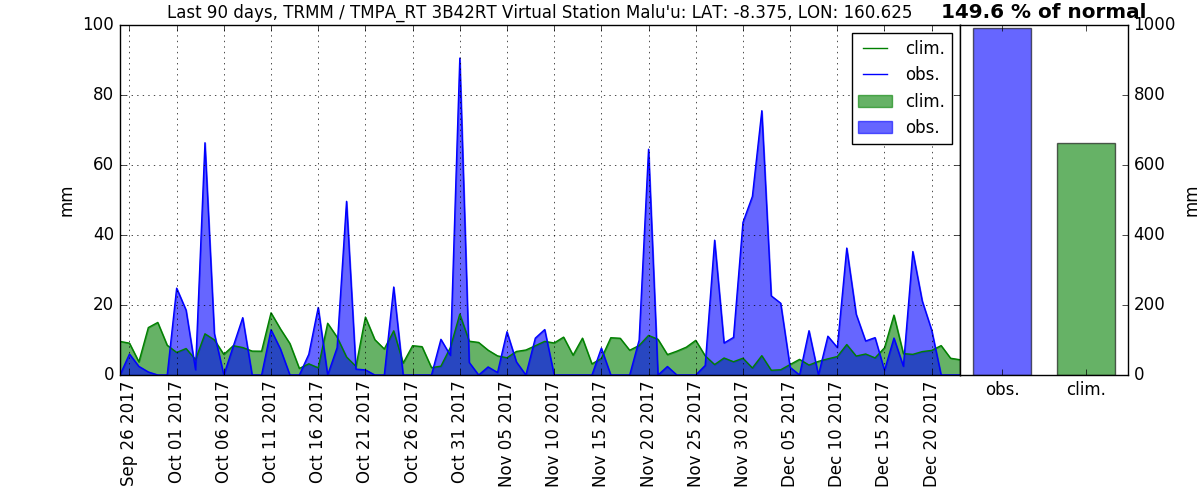 Last 90 days, TRMM / TMPA_RT 3B42RT Virtual Station Malu'u: LAT: -8.375, LON: 160.625
149.6 % of normal
mm
100
80
60
40
20
0
clim.
obs.
clim.
obs.
1000
800
600
400
200
0
mm
Sep 26 2017
Oct 01 2017
Oct 06 2017
Oct 11 2017
Oct 16 2017
Oct 21 2017
Oct 26 2017
Oct 31 2017
Nov 05 2017
Nov 10 2017
Nov 15 2017
Nov 20 2017
Nov 25 2017
Nov 30 2017
Dec 05 2017
Dec 10 2017
Dec 15 2017
Dec 20 2017
obs.
clim.